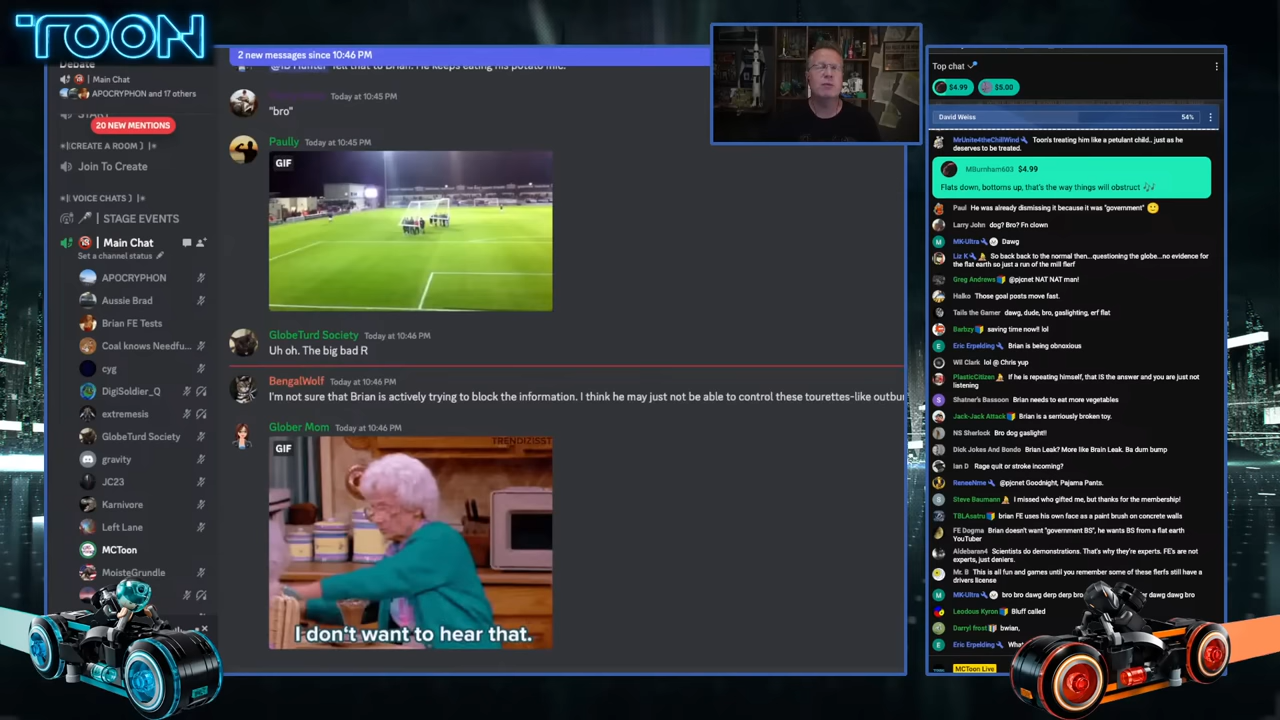 TOON
Debate
Main Chat
APOCRYPHON and 17 others
START
20 NEW MENTIONS
CREATE A ROOM
Join To Create
VOICE CHATS
STAGE EVENTS
Main Chat
Set a channel status
APOCRYPHON
Aussie Brad
Brian FE Tests
Coal knows Needfu...
cyg
DigiSoldier_Q
extremesis
GlobeTurd Society
gravity
JC23
Karnivore
Left Lane
MCToon
MoisteGrundle
2 new messages since 10:46 PM
Tell that to Brian. He keeps eating his potato mic.
Today at 10:45 PM
"bro"
Paully Today at 10:45 PM
GIF
GlobeTurd Society Today at 10:46 PM
Uh oh. The big bad R
BengalWolf Today at 10:46 PM
I'm not sure that Brian is actively trying to block the information. I think he may just not be able to control these tourettes-like outbur
Glober Mom Today at 10:46 PM
GIF
TRENDIZISST
I don't want to hear that.
Top chat
$4.99 $5.00
David Weiss 54%
MrUnite4theChillWind Toon's treating him like a petulant child.. just as he
deserves to be treated.
MBurnham603 $4.99
Flats down, bottoms up, that's the way things will obstruct
Paul He was already dismissing it because it was "government"
Larry John dog? Bro? Fn clown
MK-Ultra Dawg
Liz K So back back to the normal then...questioning the globe...no evidence for
the flat earth so just a run of the mill flerf
Greg Andrews @pjcnet NAT NAT man!
Halko Those goal posts move fast.
Tails the Gamer dawg, dude, bro, gaslighting, erf flat
Barbzy saving time now!! lol
Eric Erpelding Brian is being obnoxious
Wil Clark lol @ Chris yup
PlasticCitizen If he is repeating himself, that IS the answer and you are just not
listening
Shatner's Bassoon Brian needs to eat more vegetables
Jack-Jack Attack Brian is a serriously broken toy.
NS Sherlock Bro dog gaslight!!
Dick Jokes And Bondo Brian Leak? More like Brain Leak. Ba dum bump
Ian D Rage quit or stroke incoming?
ReneeNme @pjcnet Goodnight, Pajama Pants.
Steve Baumann I missed who gifted me, but thanks for the membership!
TBLAsatru brian FE uses his own face as a paint brush on concrete walls
FE Dogma Brian doesn't want "government BS", he wants BS from a flat earth
YouTuber
Aldebaran4 Scientists do demonstrations. That's why they're experts. FE's are not
experts, just deniers.
Mr. B This is all fun and games until you remember some of these flerfs still have a
drivers license
MK-Ultra bro bro dawg derp derp bro dawg dawg bro
Leodous Kyron Bluff called
Darryl frost bwian,
Eric Erpelding
MCToon Live